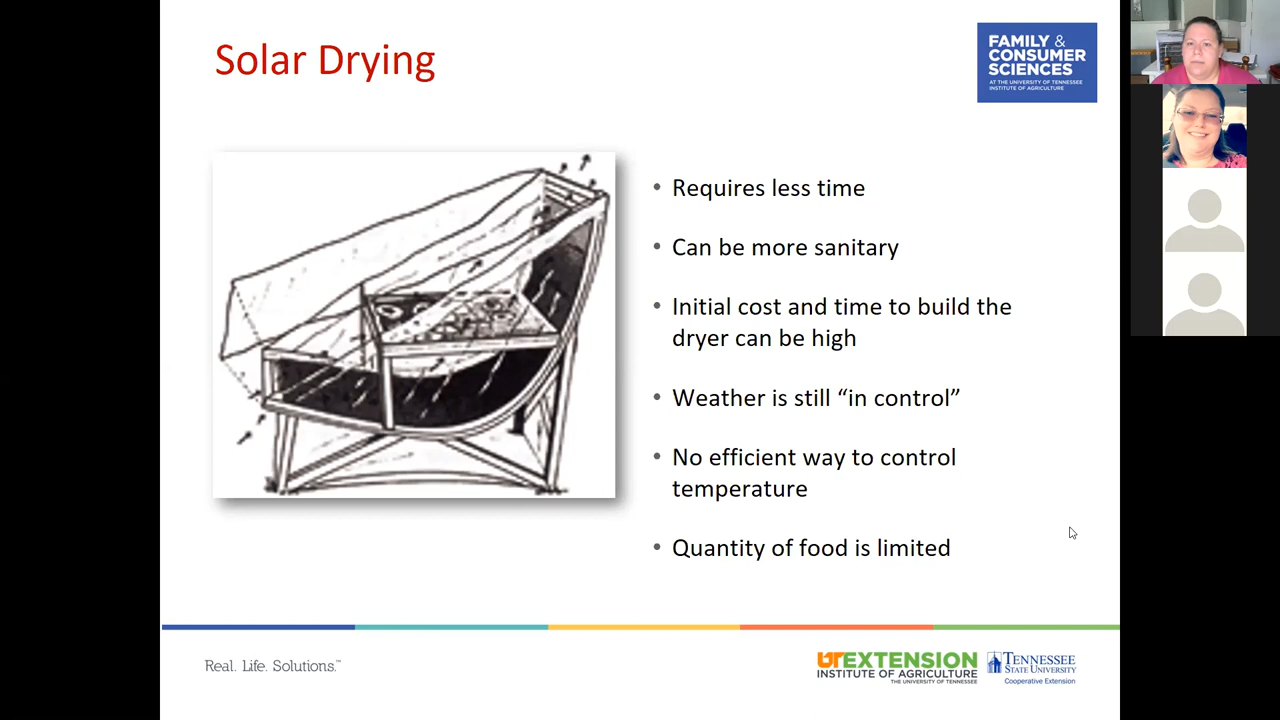 Solar Drying
FAMILY &
CONSUMER
SCIENCES
AT THE UNIVERSITY OF TENNESSEE
INSTITUTE OF AGRICULTURE
• Requires less time
• Can be more sanitary
• Initial cost and time to build the
dryer can be high
• Weather is still “in control”
• No efficient way to control
temperature
• Quantity of food is limited
Real. Life. Solutions.™
UTEXTENSION
INSTITUTE OF AGRICULTURE
THE UNIVERSITY OF TENNESSEE
TENNESSEE
STATE UNIVERSITY
Cooperative Extension